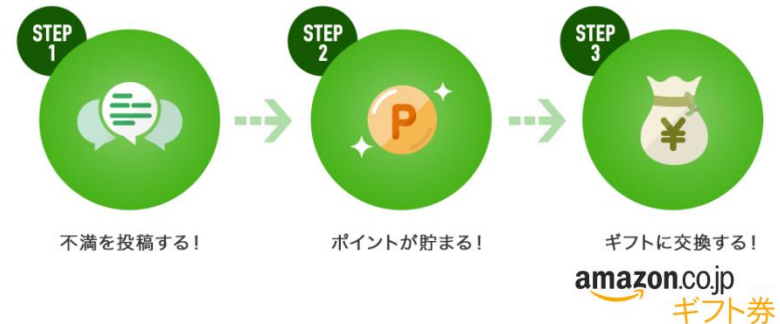 STEP
1
STEP
2
STEP
3
P
¥
不満を投稿する!
ポイントが貯まる!
ギフトに交換する!
amazon.co.jp
ギフト券